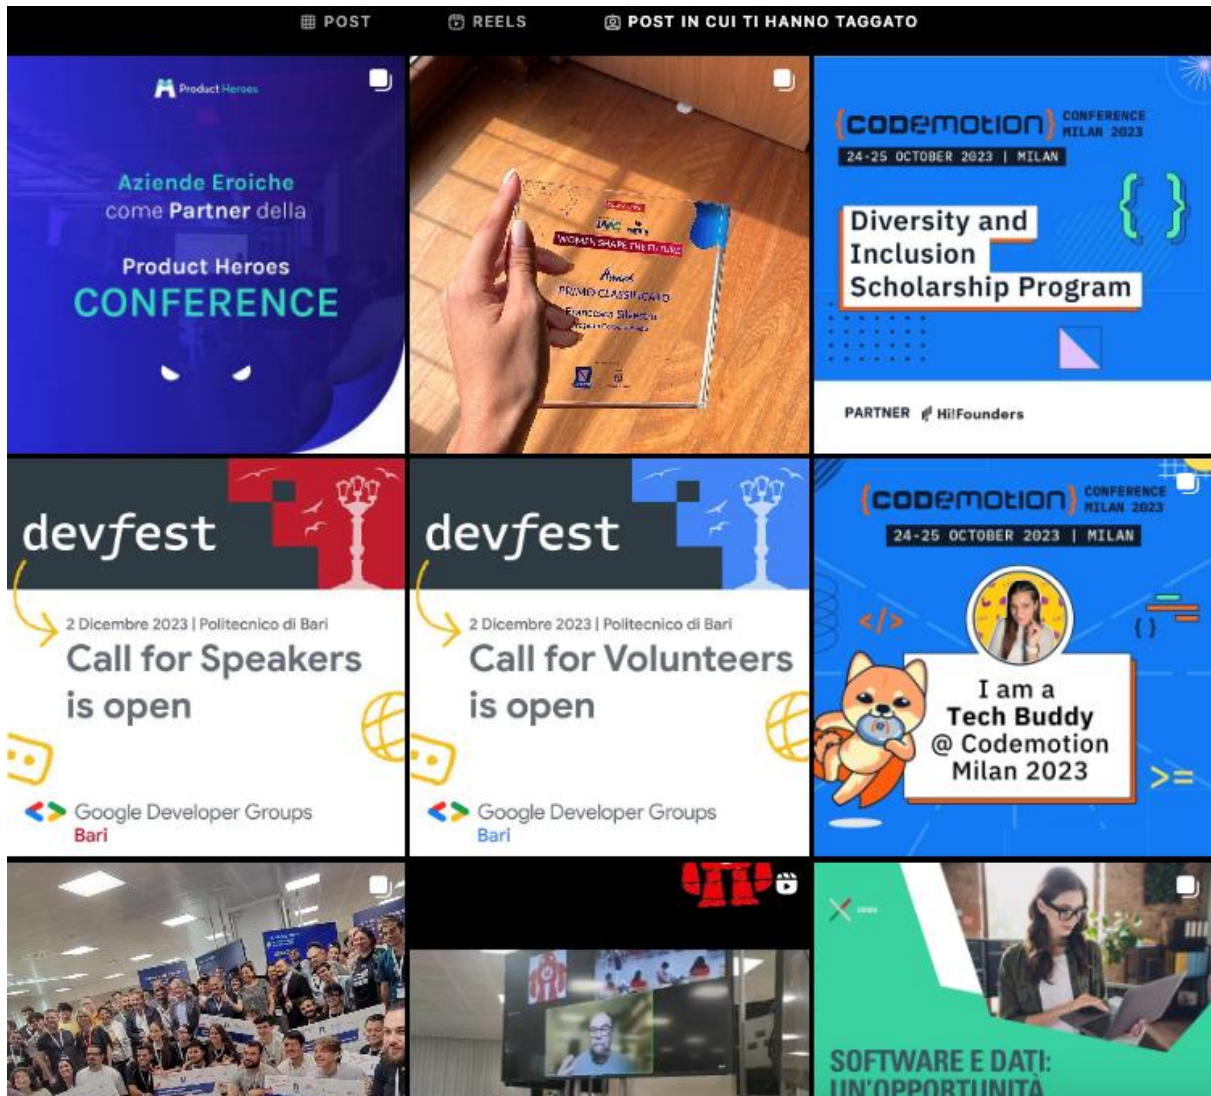 POST
REELS
POST IN CUI TI HANNO TAGGATO
Product Heroes
Aziende Eroiche
come Partner della
Product Heroes
CONFERENCE
WOMEN SHAPE THE FUTURE
Award
PRIMO CLASSIFICATO
Francesca Silvestri
{CODEMOTION}
CONFERENCE
MILAN 2023
24-25 OCTOBER 2023 | MILAN
{ }
Diversity and
Inclusion
Scholarship Program
PARTNER Hi!Founders
devfest
2 Dicembre 2023 | Politecnico di Bari
Call for Speakers
is open
Google Developer Groups
Bari
devfest
2 Dicembre 2023 | Politecnico di Bari
Call for Volunteers
is open
Google Developer Groups
Bari
{CODEMOTION}
CONFERENCE
MILAN 2023
24-25 OCTOBER 2023 | MILAN
</>
{ }
I am a
Tech Buddy
@ Codemotion
Milan 2023
>=
SOFTWARE E DATI:
UN'OPPORTUNITÀ